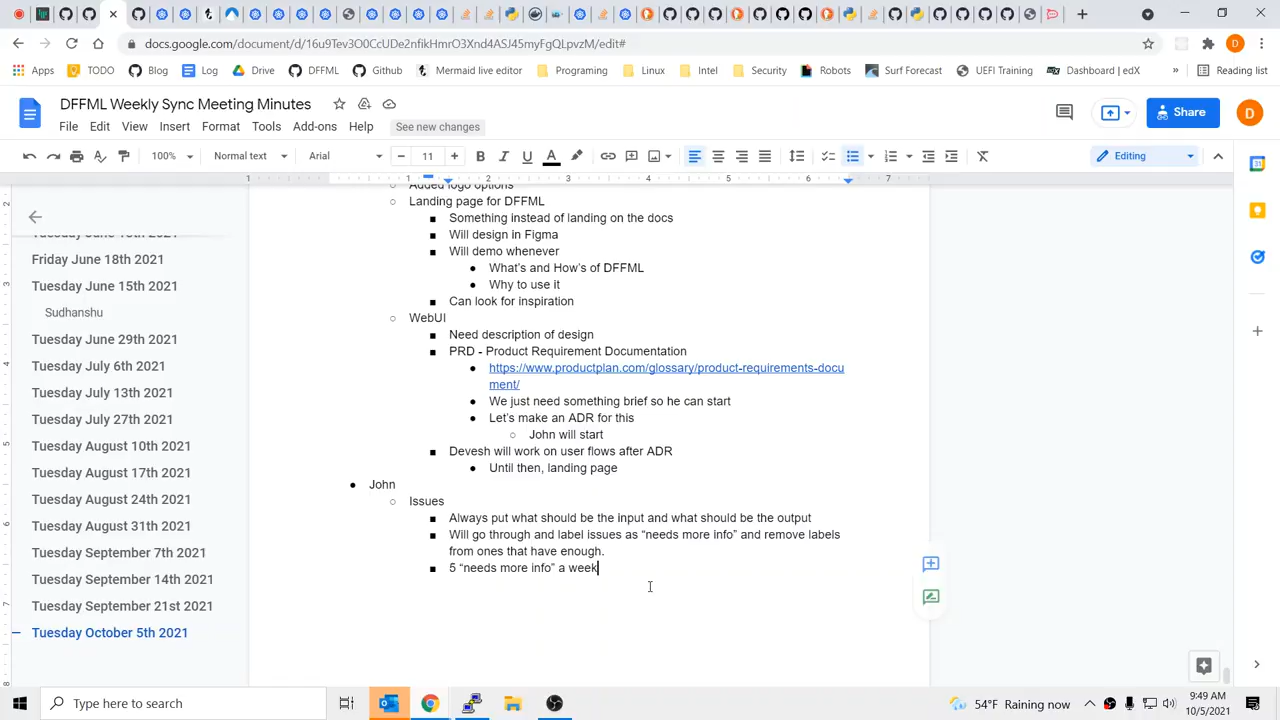 docs.google.com/document/d/16u9Tev3O0CcUDe2nfikHmrO3Xnd4ASJ45myFgQLpvzM/edit#
Apps TODO Blog Log Drive DFFML Github Mermaid live editor Programing Linux Intel Security Robots Surf Forecast UEFI Training Dashboard | edX » Reading list
DFFML Weekly Sync Meeting Minutes
Share
D
File Edit View Insert Format Tools Add-ons Help See new changes
100% Normal text Arial 11 Editing
1 1 2 3 4 5 6 7
Added logo options
Landing page for DFFML
Something instead of landing on the docs
Will design in Figma
Will demo whenever
What's and How's of DFFML
Why to use it
Can look for inspiration
WebUI
Need description of design
PRD - Product Requirement Documentation
https://www.productplan.com/glossary/product-requirements-docu
ment/
We just need something brief so he can start
Let's make an ADR for this
John will start
Devesh will work on user flows after ADR
Until then, landing page
John
Issues
Always put what should be the input and what should be the output
Will go through and label issues as “needs more info” and remove labels
from ones that have enough.
5 “needs more info” a week
Friday June 18th 2021
Tuesday June 15th 2021
Sudhanshu
Tuesday June 29th 2021
Tuesday July 6th 2021
Tuesday July 13th 2021
Tuesday July 27th 2021
Tuesday August 10th 2021
Tuesday August 17th 2021
Tuesday August 24th 2021
Tuesday August 31th 2021
Tuesday September 7th 2021
Tuesday September 14th 2021
Tuesday September 21st 2021
Tuesday October 5th 2021
Type here to search
54°F Raining now
9:49 AM
10/5/2021